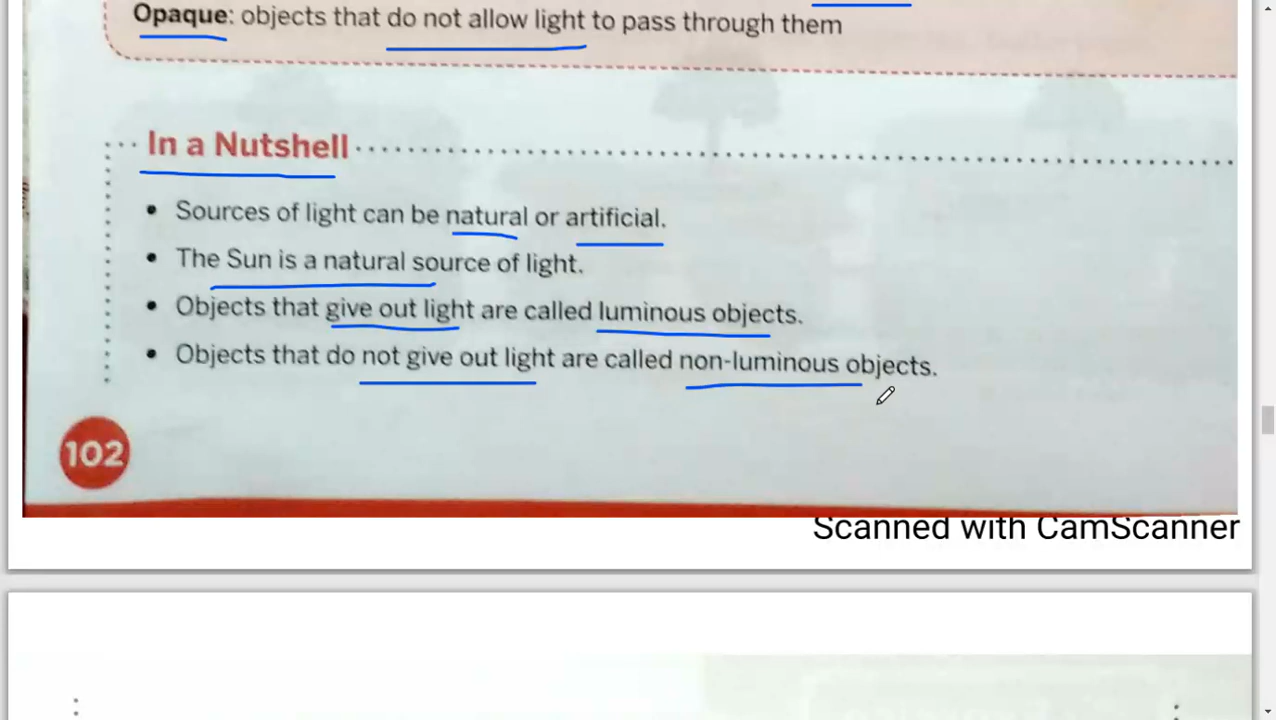 Opaque: objects that do not allow light to pass through them
In a Nutshell
• Sources of light can be natural or artificial.
• The Sun is a natural source of light.
• Objects that give out light are called luminous objects.
• Objects that do not give out light are called non-luminous objects.
102
Scanned with CamScanner